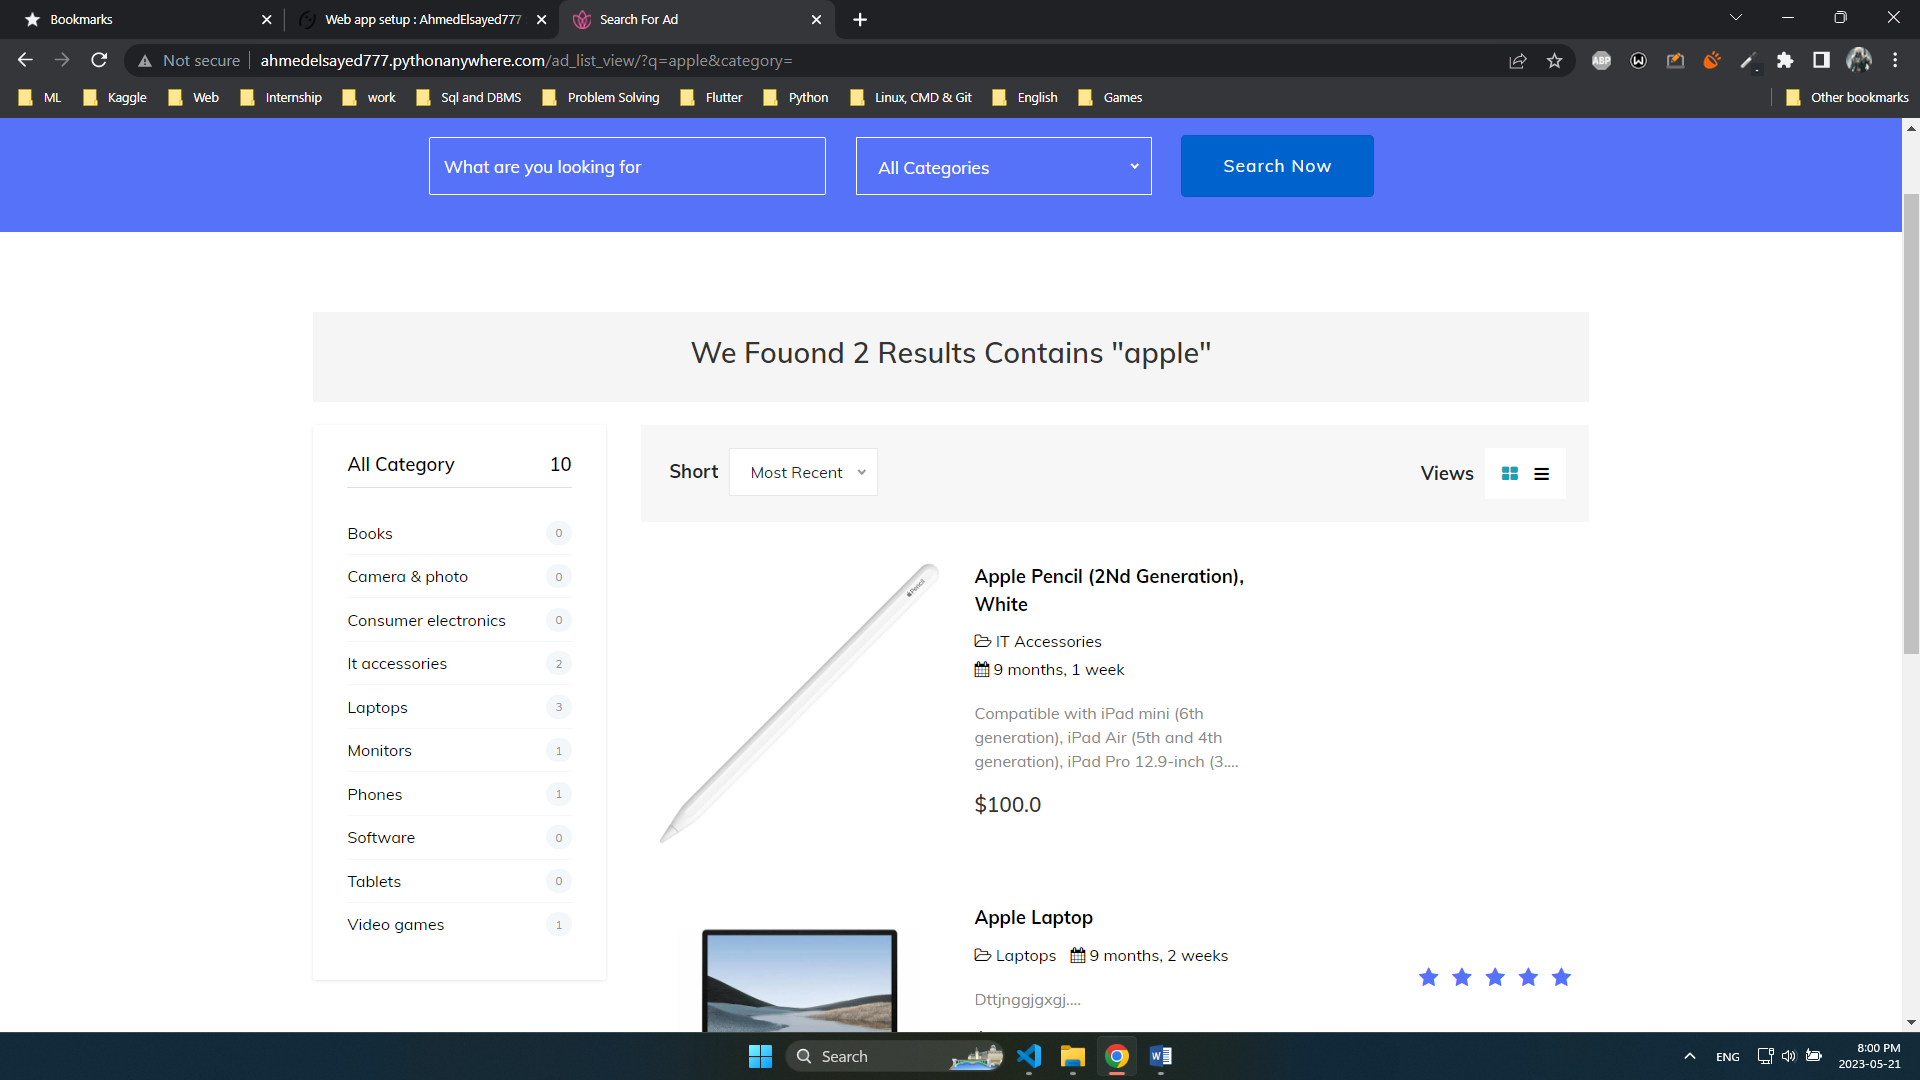 Bookmarks
Web app setup : AhmedElsayed777
Search For Ad
Not secure
ahmedelsayed777.pythonanywhere.com/ad_list_view/?q=apple&category=
ABP
ML
Kaggle
Web
Internship
work
Sql and DBMS
Problem Solving
Flutter
Python
Linux, CMD & Git
English
Games
Other bookmarks
What are you looking for
All Categories
Search Now
We Fouond 2 Results Contains "apple"
All Category 10
Books 0
Camera & photo 0
Consumer electronics 0
It accessories 2
Laptops 3
Monitors 1
Phones 1
Software 0
Tablets 0
Video games 1
Short
Most Recent
Views
Pencil
Apple Pencil (2Nd Generation),
White
IT Accessories
9 months, 1 week
Compatible with iPad mini (6th
generation), iPad Air (5th and 4th
generation), iPad Pro 12.9-inch (3....
$100.0
Apple Laptop
Laptops 9 months, 2 weeks
Dttjnggjgxgj....
Search
ENG
8:00 PM
2023-05-21